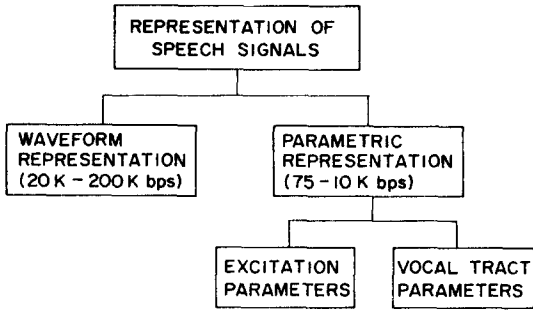 REPRESENTATION OF
SPEECH SIGNALS
WAVEFORM
REPRESENTATION
(20 K – 200 K bps)
PARAMETRIC
REPRESENTATION
(75 – 10 K bps)
EXCITATION
PARAMETERS
VOCAL TRACT
PARAMETERS